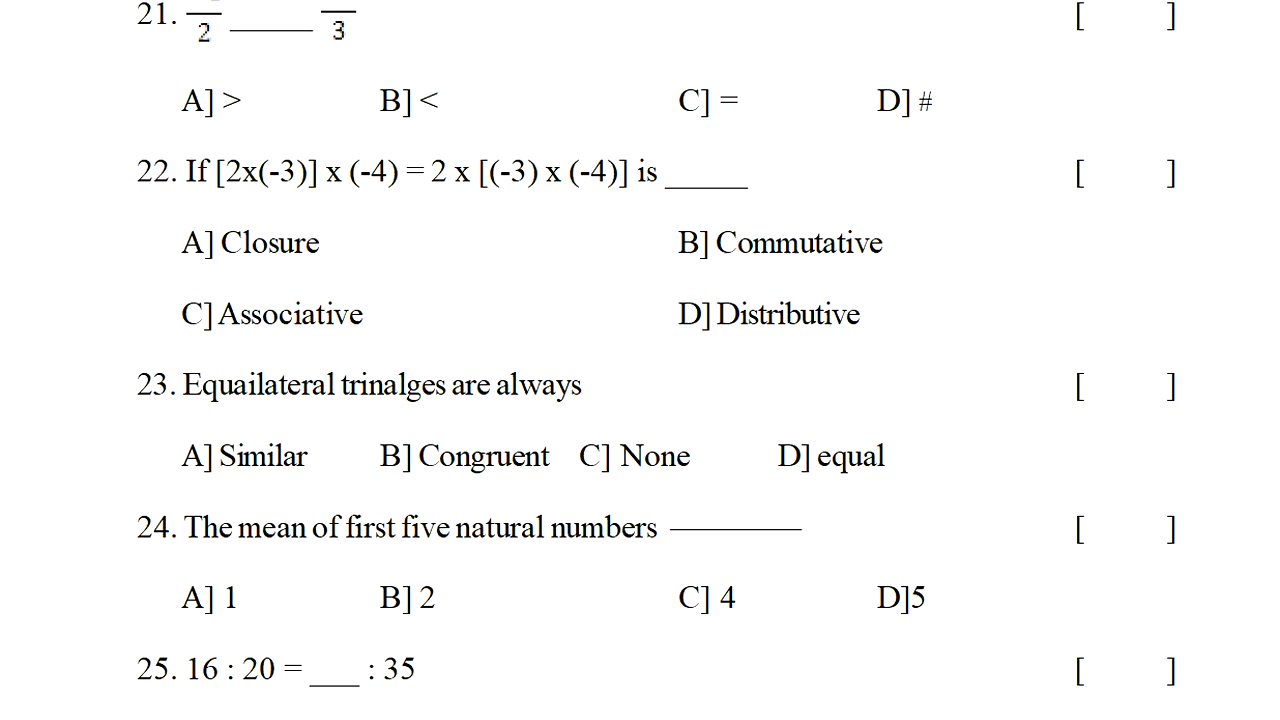 21. 2 _____ 3 [ ]
A] > B] < C] = D] #
22. If [2x(-3)] x (-4) = 2 x [(-3) x (-4)] is _____ [ ]
A] Closure B] Commutative
C] Associative D] Distributive
23. Equailateral trinalges are always [ ]
A] Similar B] Congruent C] None D] equal
24. The mean of first five natural numbers ________ [ ]
A] 1 B] 2 C] 4 D]5
25. 16 : 20 = ___ : 35 [ ]